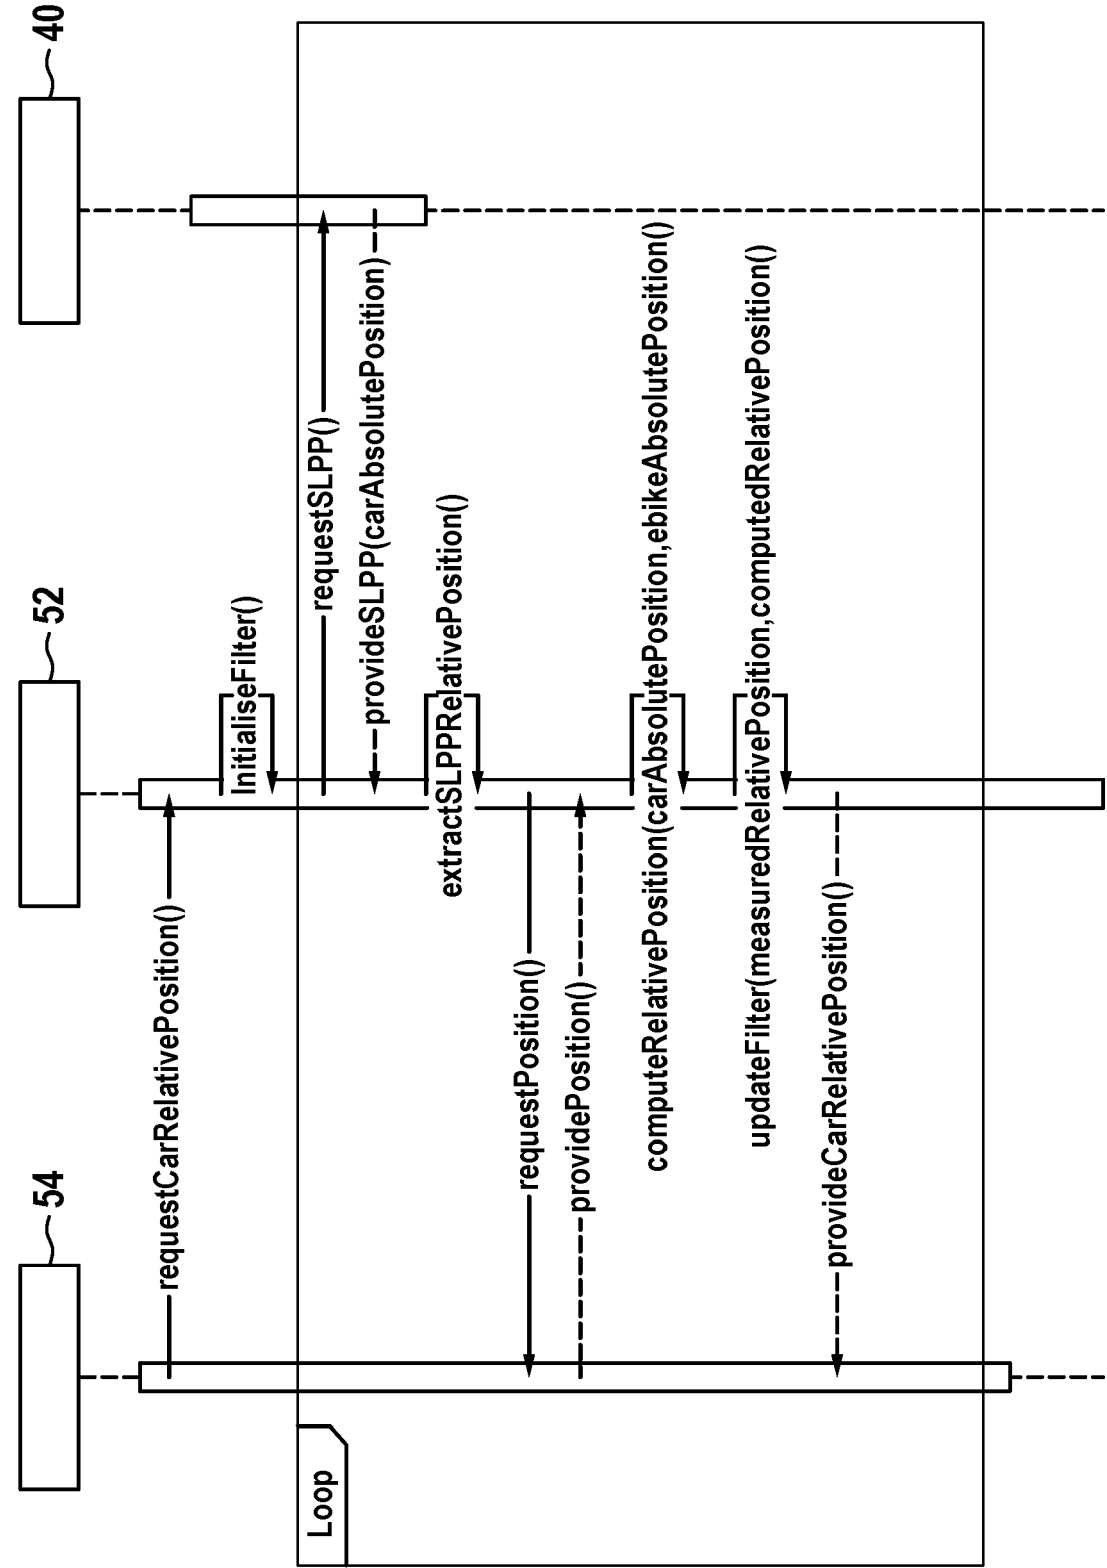 54
52
40
requestCarRelativePosition()
InitialiseFilter()
Loop
requestSLPP()
provideSLPP(carAbsolutePosition)
extractSLPPRelativePosition()
requestPosition()
providePosition()
computeRelativePosition(carAbsolutePosition,ebikeAbsolutePosition()
updateFilter(measuredRelativePosition,computedRelativePosition()
provideCarRelativePosition()